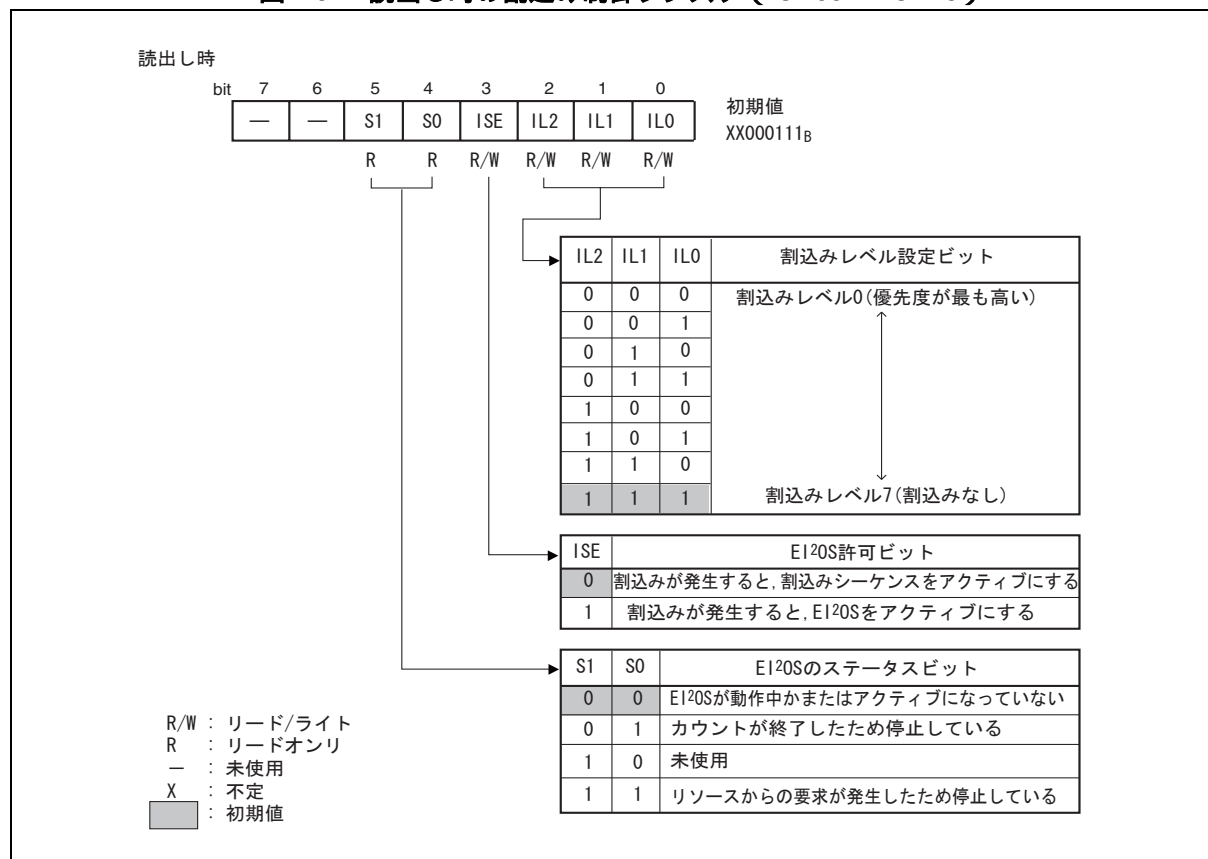 読出し時
bit 7 6 5 4 3 2 1 0
— — S1 S0 ISE IL2 IL1 IL0
初期値
XX000111B
R R R/W R/W R/W R/W
IL2 IL1 IL0 割込みレベル設定ビット
0 0 0 割込みレベル0(優先度が最も高い)
0 0 1
0 1 0
0 1 1
1 0 0
1 0 1
1 1 0
1 1 1 割込みレベル7(割込みなし)
ISE EI2OS許可ビット
0 割込みが発生すると,割込みシーケンスをアクティブにする
1 割込みが発生すると,EI2OSをアクティブにする
S1 S0 EI2OSのステータスビット
0 0 EI2OSが動作中かまたはアクティブになっていない
0 1 カウントが終了したため停止している
1 0 未使用
1 1 リソースからの要求が発生したため停止している
R/W : リード/ライト
R : リードオンリ
— : 未使用
X : 不定
: 初期値